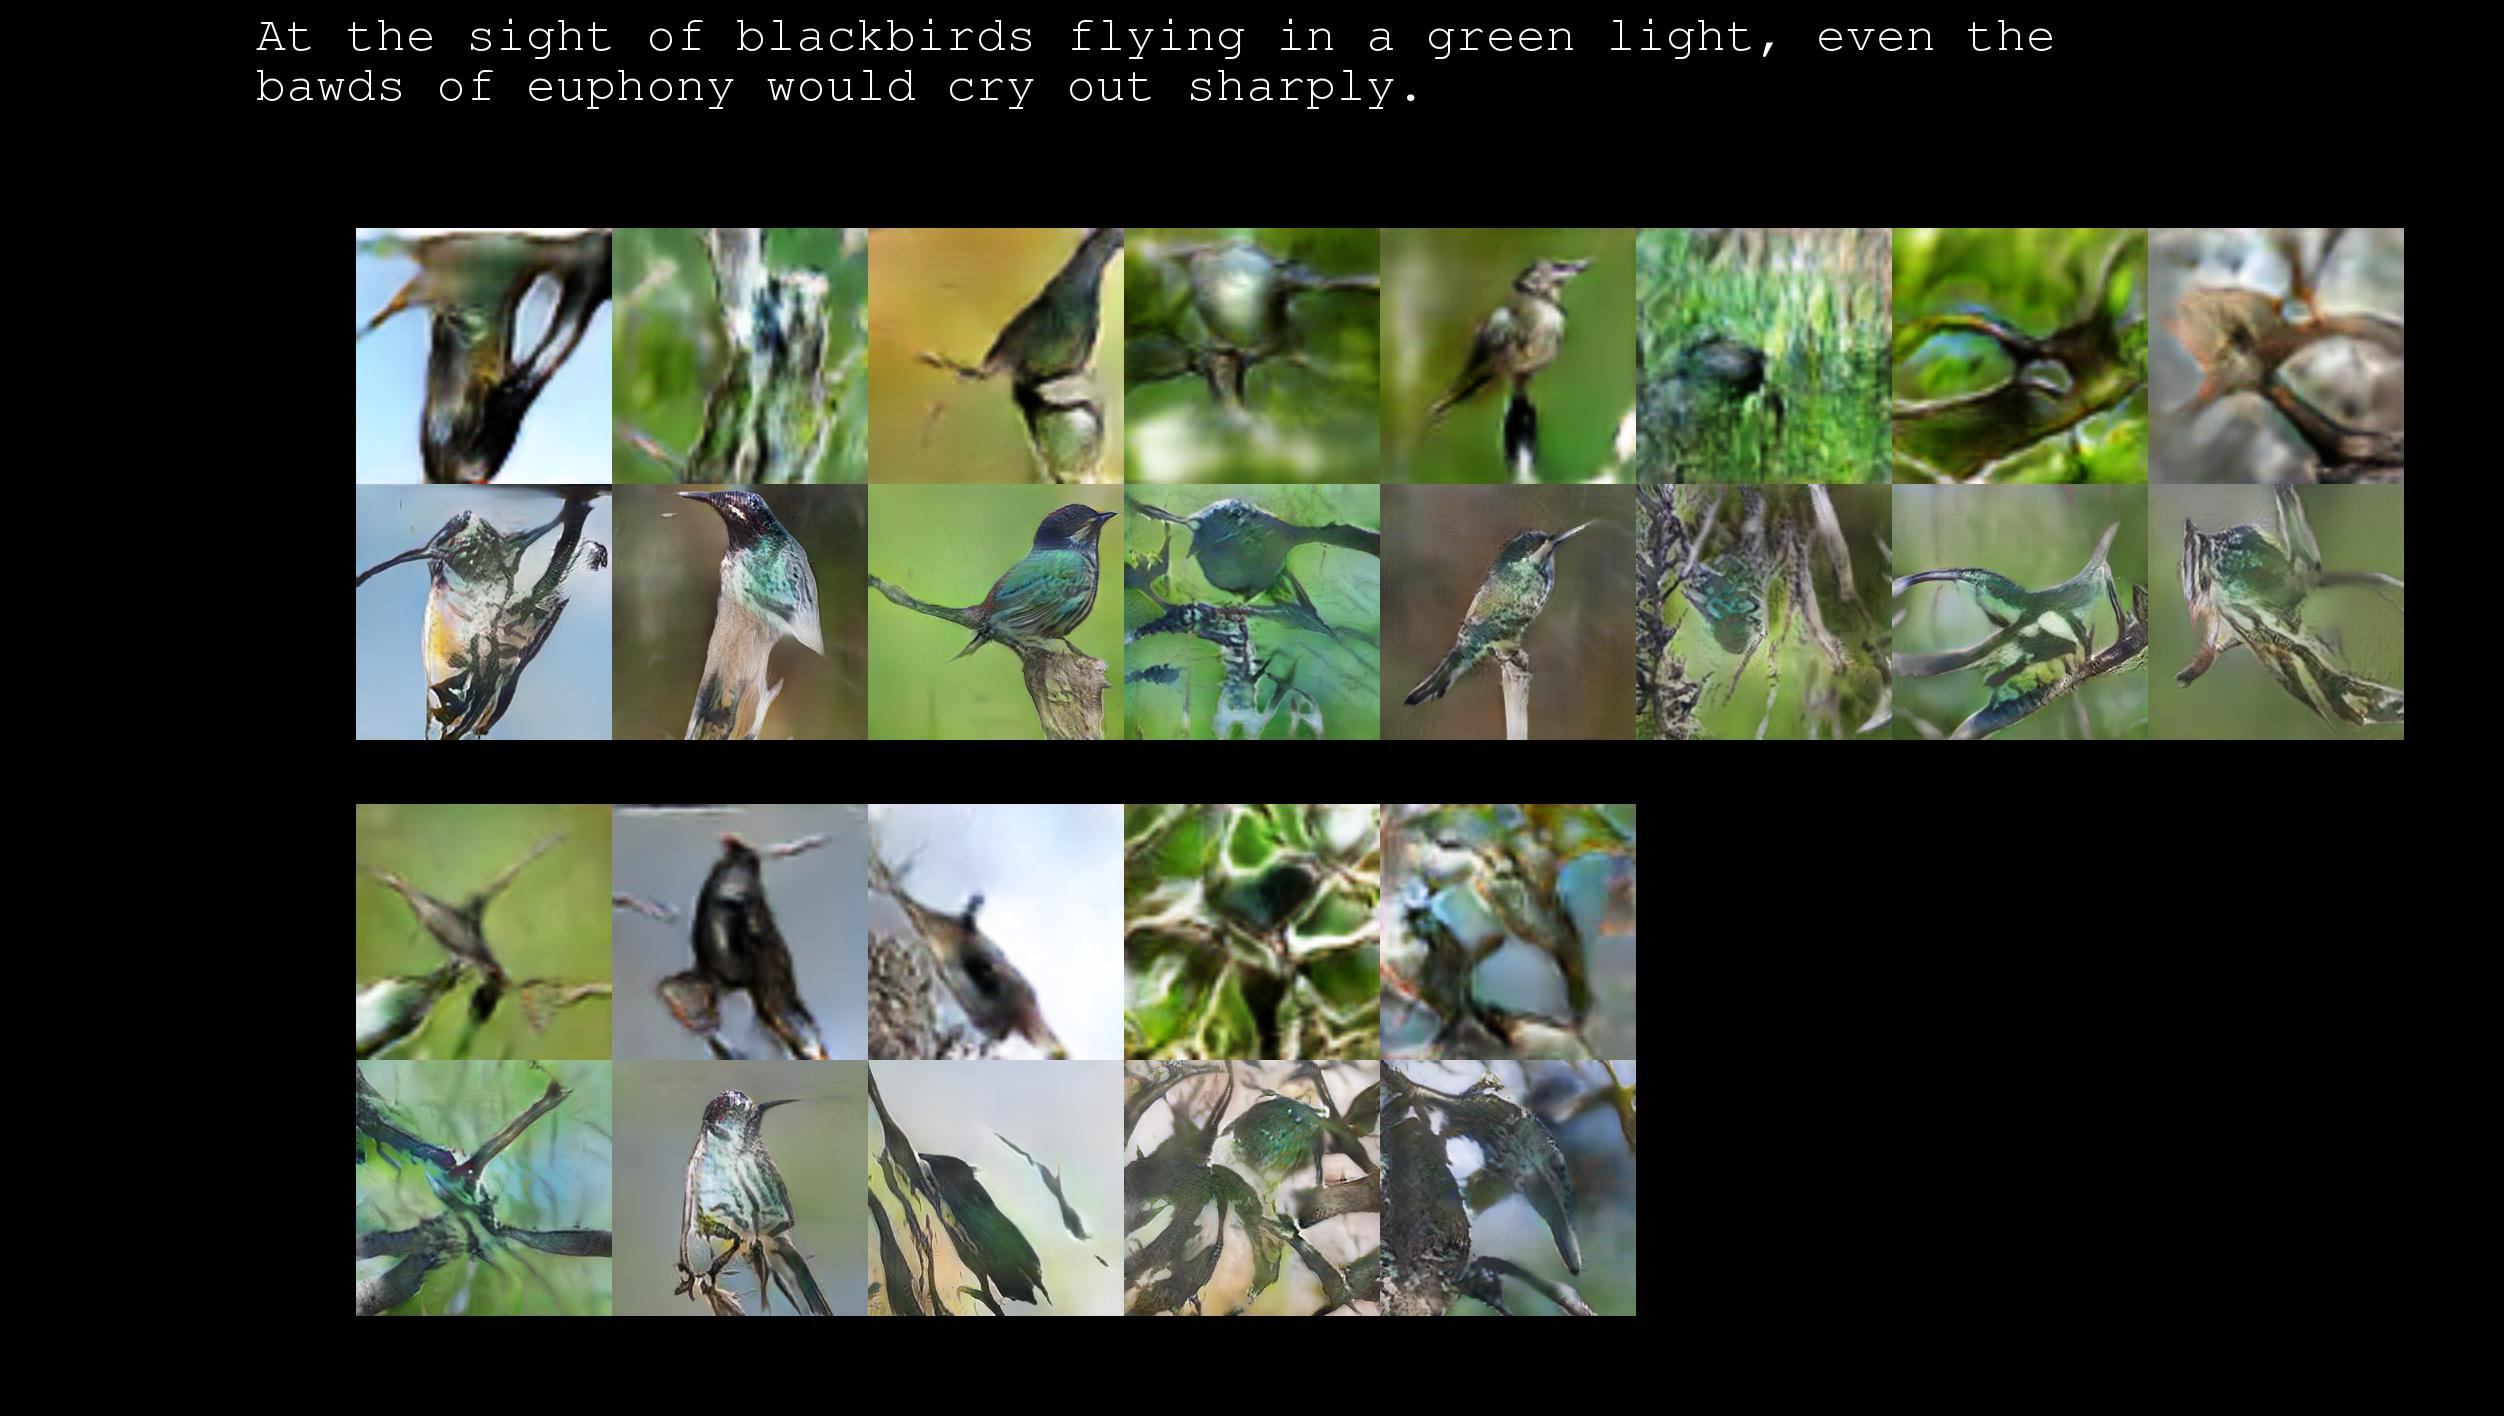 At the sight of blackbirds flying in a green light, even the
bawds of euphony would cry out sharply.